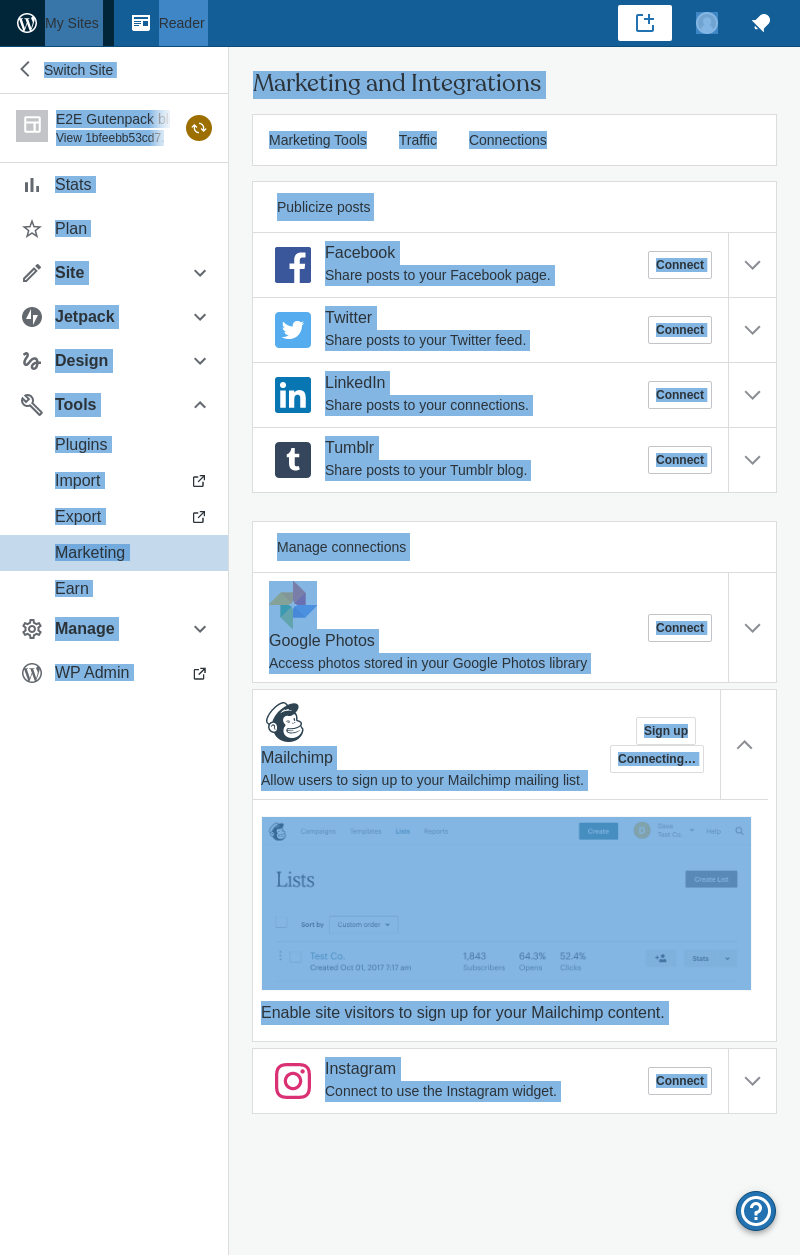 My Sites
Reader
Switch Site
E2E Gutenpack bl
View 1bfeebb53cd7.
Stats
Plan
Site
Jetpack
Design
Tools
Plugins
Import
Export
Marketing
Earn
Manage
WP Admin
Marketing and Integrations
Marketing Tools Traffic Connections
Publicize posts
Facebook
Share posts to your Facebook page.
Connect
Twitter
Share posts to your Twitter feed.
Connect
LinkedIn
Share posts to your connections.
Connect
Tumblr
Share posts to your Tumblr blog.
Connect
Manage connections
Google Photos
Access photos stored in your Google Photos library
Connect
Mailchimp
Allow users to sign up to your Mailchimp mailing list.
Sign up
Connecting…
Campaigns Templates Lists Reports
Create
D
Test Co.
Help
Lists
Create List
Sort by Custom order
Test Co.
Created Oct 01, 2017 7:17 am
1,843
Subscribers
64.3%
Opens
52.4%
Clicks
Stats
Enable site visitors to sign up for your Mailchimp content.
Instagram
Connect to use the Instagram widget.
Connect